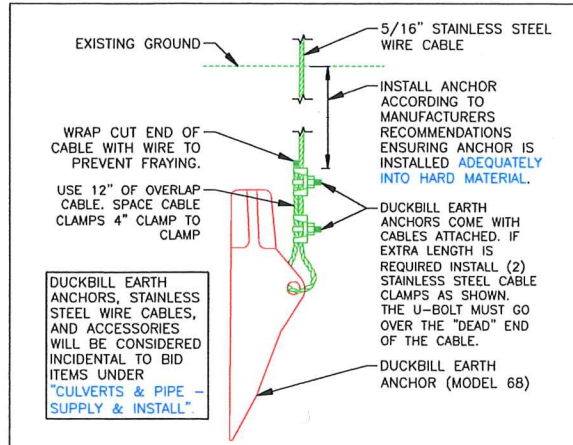 EXISTING GROUND
5/16" STAINLESS STEEL
WIRE CABLE
INSTALL ANCHOR
ACCORDING TO
MANUFACTURERS
RECOMMENDATIONS
ENSURING ANCHOR IS
INSTALLED ADEQUATELY
INTO HARD MATERIAL.
WRAP CUT END OF
CABLE WITH WIRE TO
PREVENT FRAYING.
USE 12" OF OVERLAP
CABLE. SPACE CABLE
CLAMPS 4" CLAMP TO
CLAMP
DUCKBILL EARTH
ANCHORS COME WITH
CABLES ATTACHED. IF
EXTRA LENGTH IS
REQUIRED INSTALL (2)
STAINLESS STEEL CABLE
CLAMPS AS SHOWN.
THE U-BOLT MUST GO
OVER THE "DEAD" END
OF THE CABLE.
DUCKBILL EARTH
ANCHORS, STAINLESS
STEEL WIRE CABLES,
AND ACCESSORIES
WILL BE CONSIDERED
INCIDENTAL TO BID
ITEMS UNDER
"CULVERTS & PIPE -
SUPPLY & INSTALL".
DUCKBILL EARTH
ANCHOR (MODEL 68)